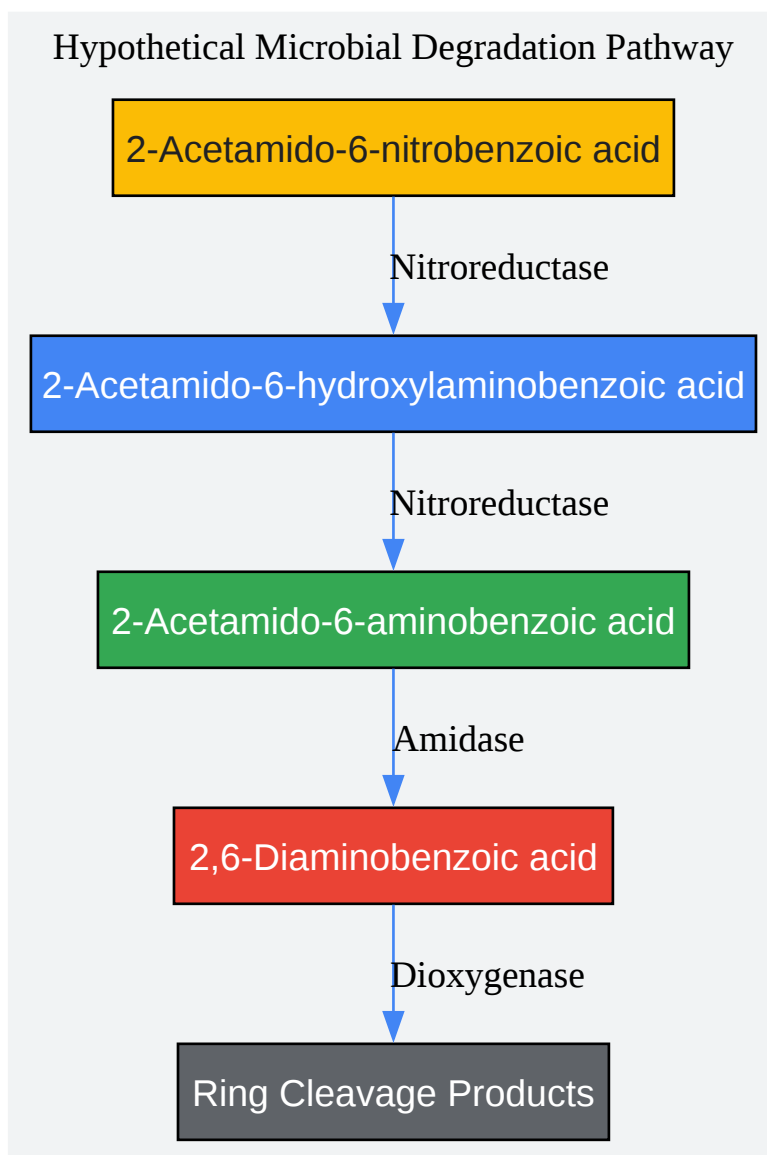 Hypothetical Microbial Degradation Pathway
2-Acetamido-6-nitrobenzoic acid
Nitroreductase
2-Acetamido-6-hydroxylaminobenzoic acid
Nitroreductase
2-Acetamido-6-aminobenzoic acid
Amidase
2,6-Diaminobenzoic acid
Dioxygenase
Ring Cleavage Products